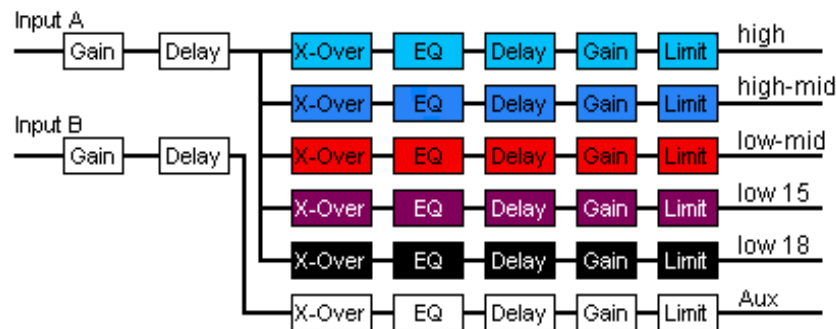 Input A
Gain Delay X-Over EQ Delay Gain Limit high
X-Over EQ Delay Gain Limit high-mid
Input B
Gain Delay X-Over EQ Delay Gain Limit low-mid
X-Over EQ Delay Gain Limit low 15
X-Over EQ Delay Gain Limit low 18
X-Over EQ Delay Gain Limit Aux